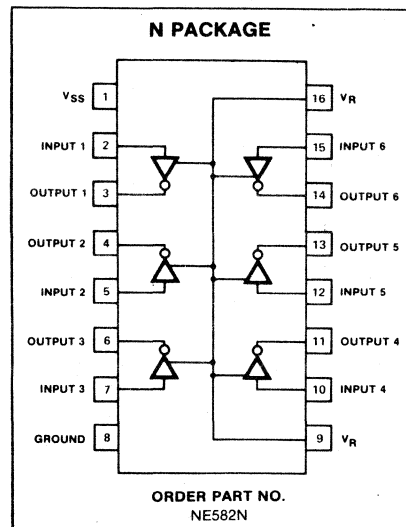 N PACKAGE
VSS 1 16 VR
INPUT 1 2 15 INPUT 6
OUTPUT 1 3 14 OUTPUT 6
OUTPUT 2 4 13 OUTPUT 5
INPUT 2 5 12 INPUT 5
OUTPUT 3 6 11 OUTPUT 4
INPUT 3 7 10 INPUT 4
GROUND 8 9 VR
ORDER PART NO.
NE582N